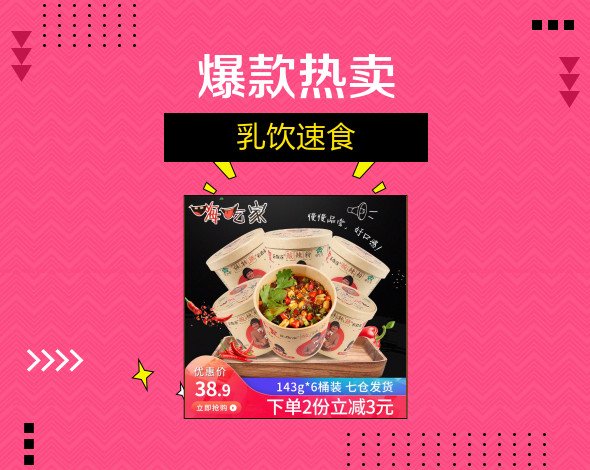 爆款热卖
乳饮速食
嗨吃家
慢慢品尝，好口感！
优惠价
38.9
立即抢购
143g*6桶装 七仓发货
下单2份立减3元